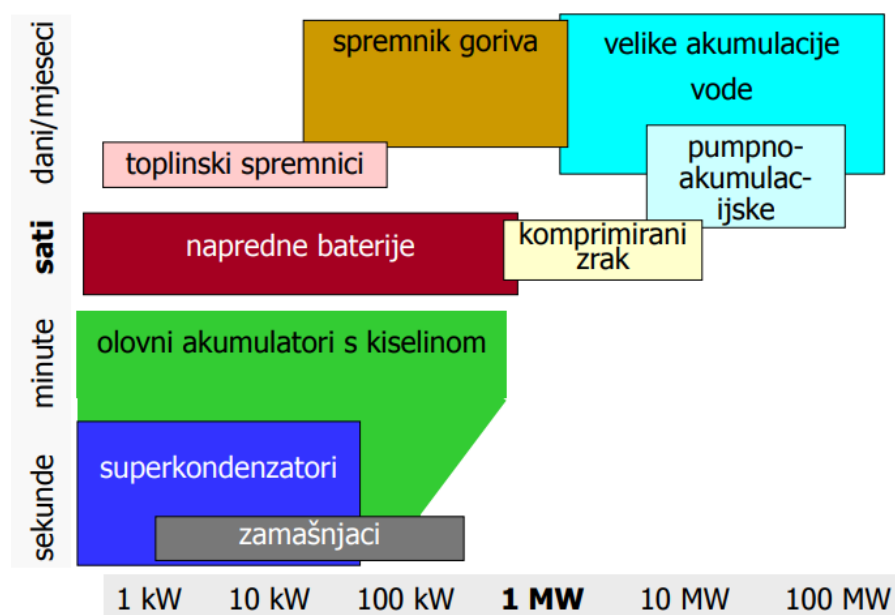 spremnik goriva
velike akumulacije
vode
dani/mjeseci
toplinski spremnici
pumpno-
akumulac-
ijske
sati
napredne baterije
komprimirani
zrak
minute
olovni akumulatori s kiselinom
sekunde
superkondenzatori
zamašnjaci
1 kW 10 kW 100 kW 1 MW 10 MW 100 MW